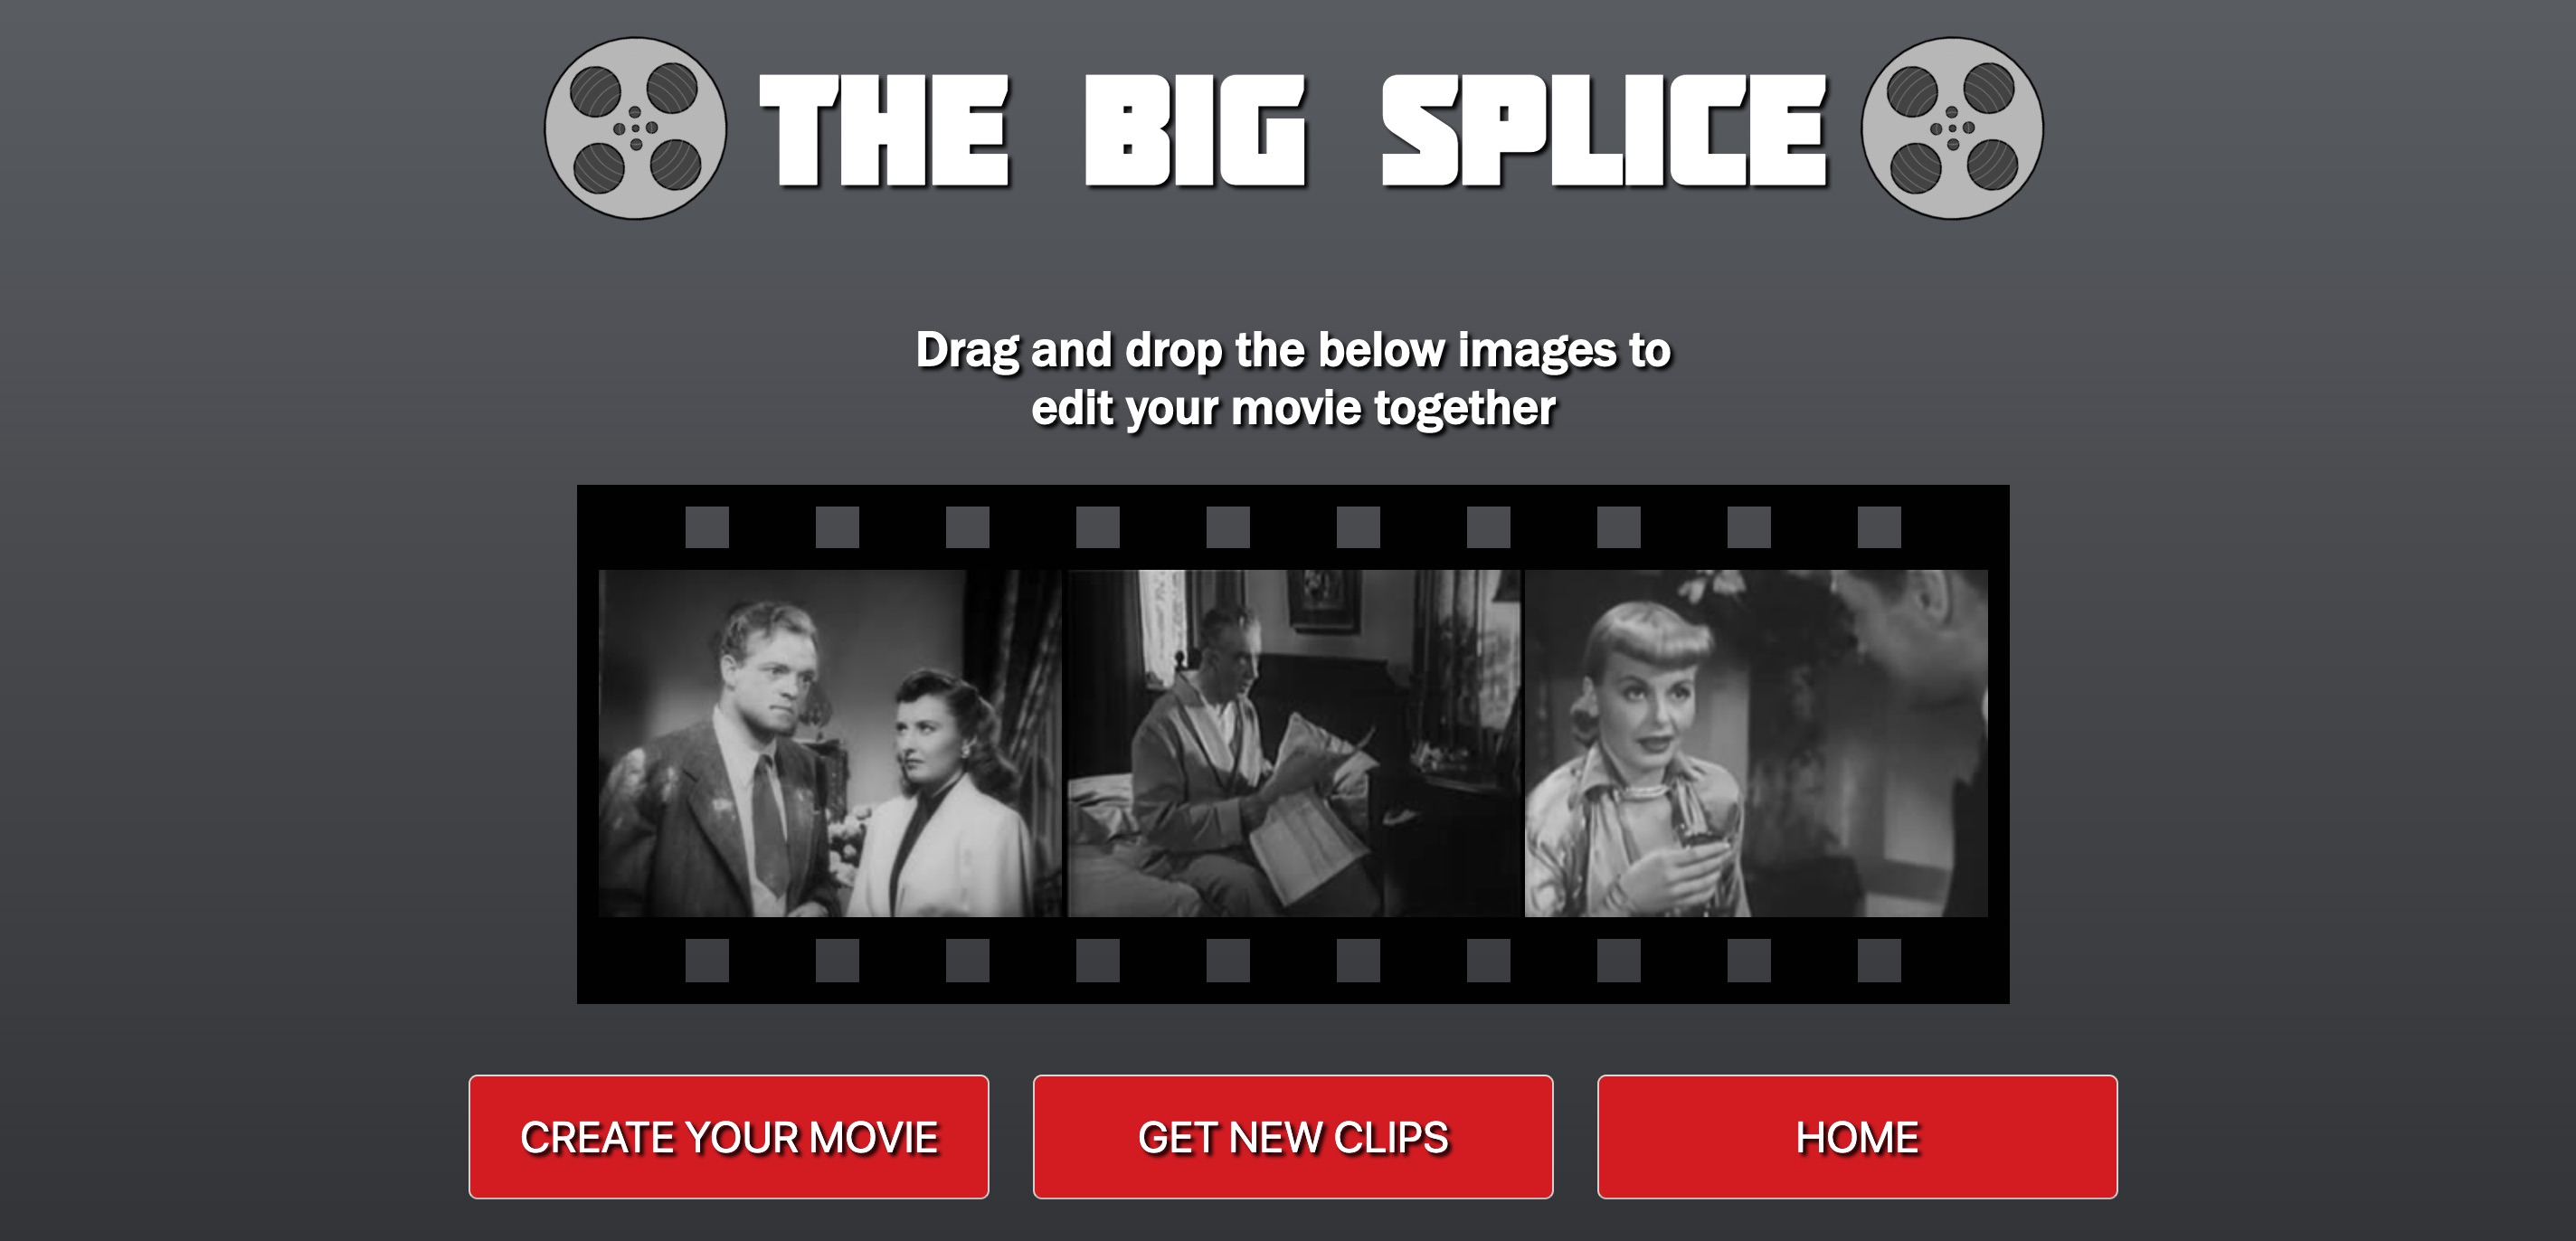 THE BIG SPLICE
Drag and drop the below images to
edit your movie together
CREATE YOUR MOVIE
GET NEW CLIPS
HOME